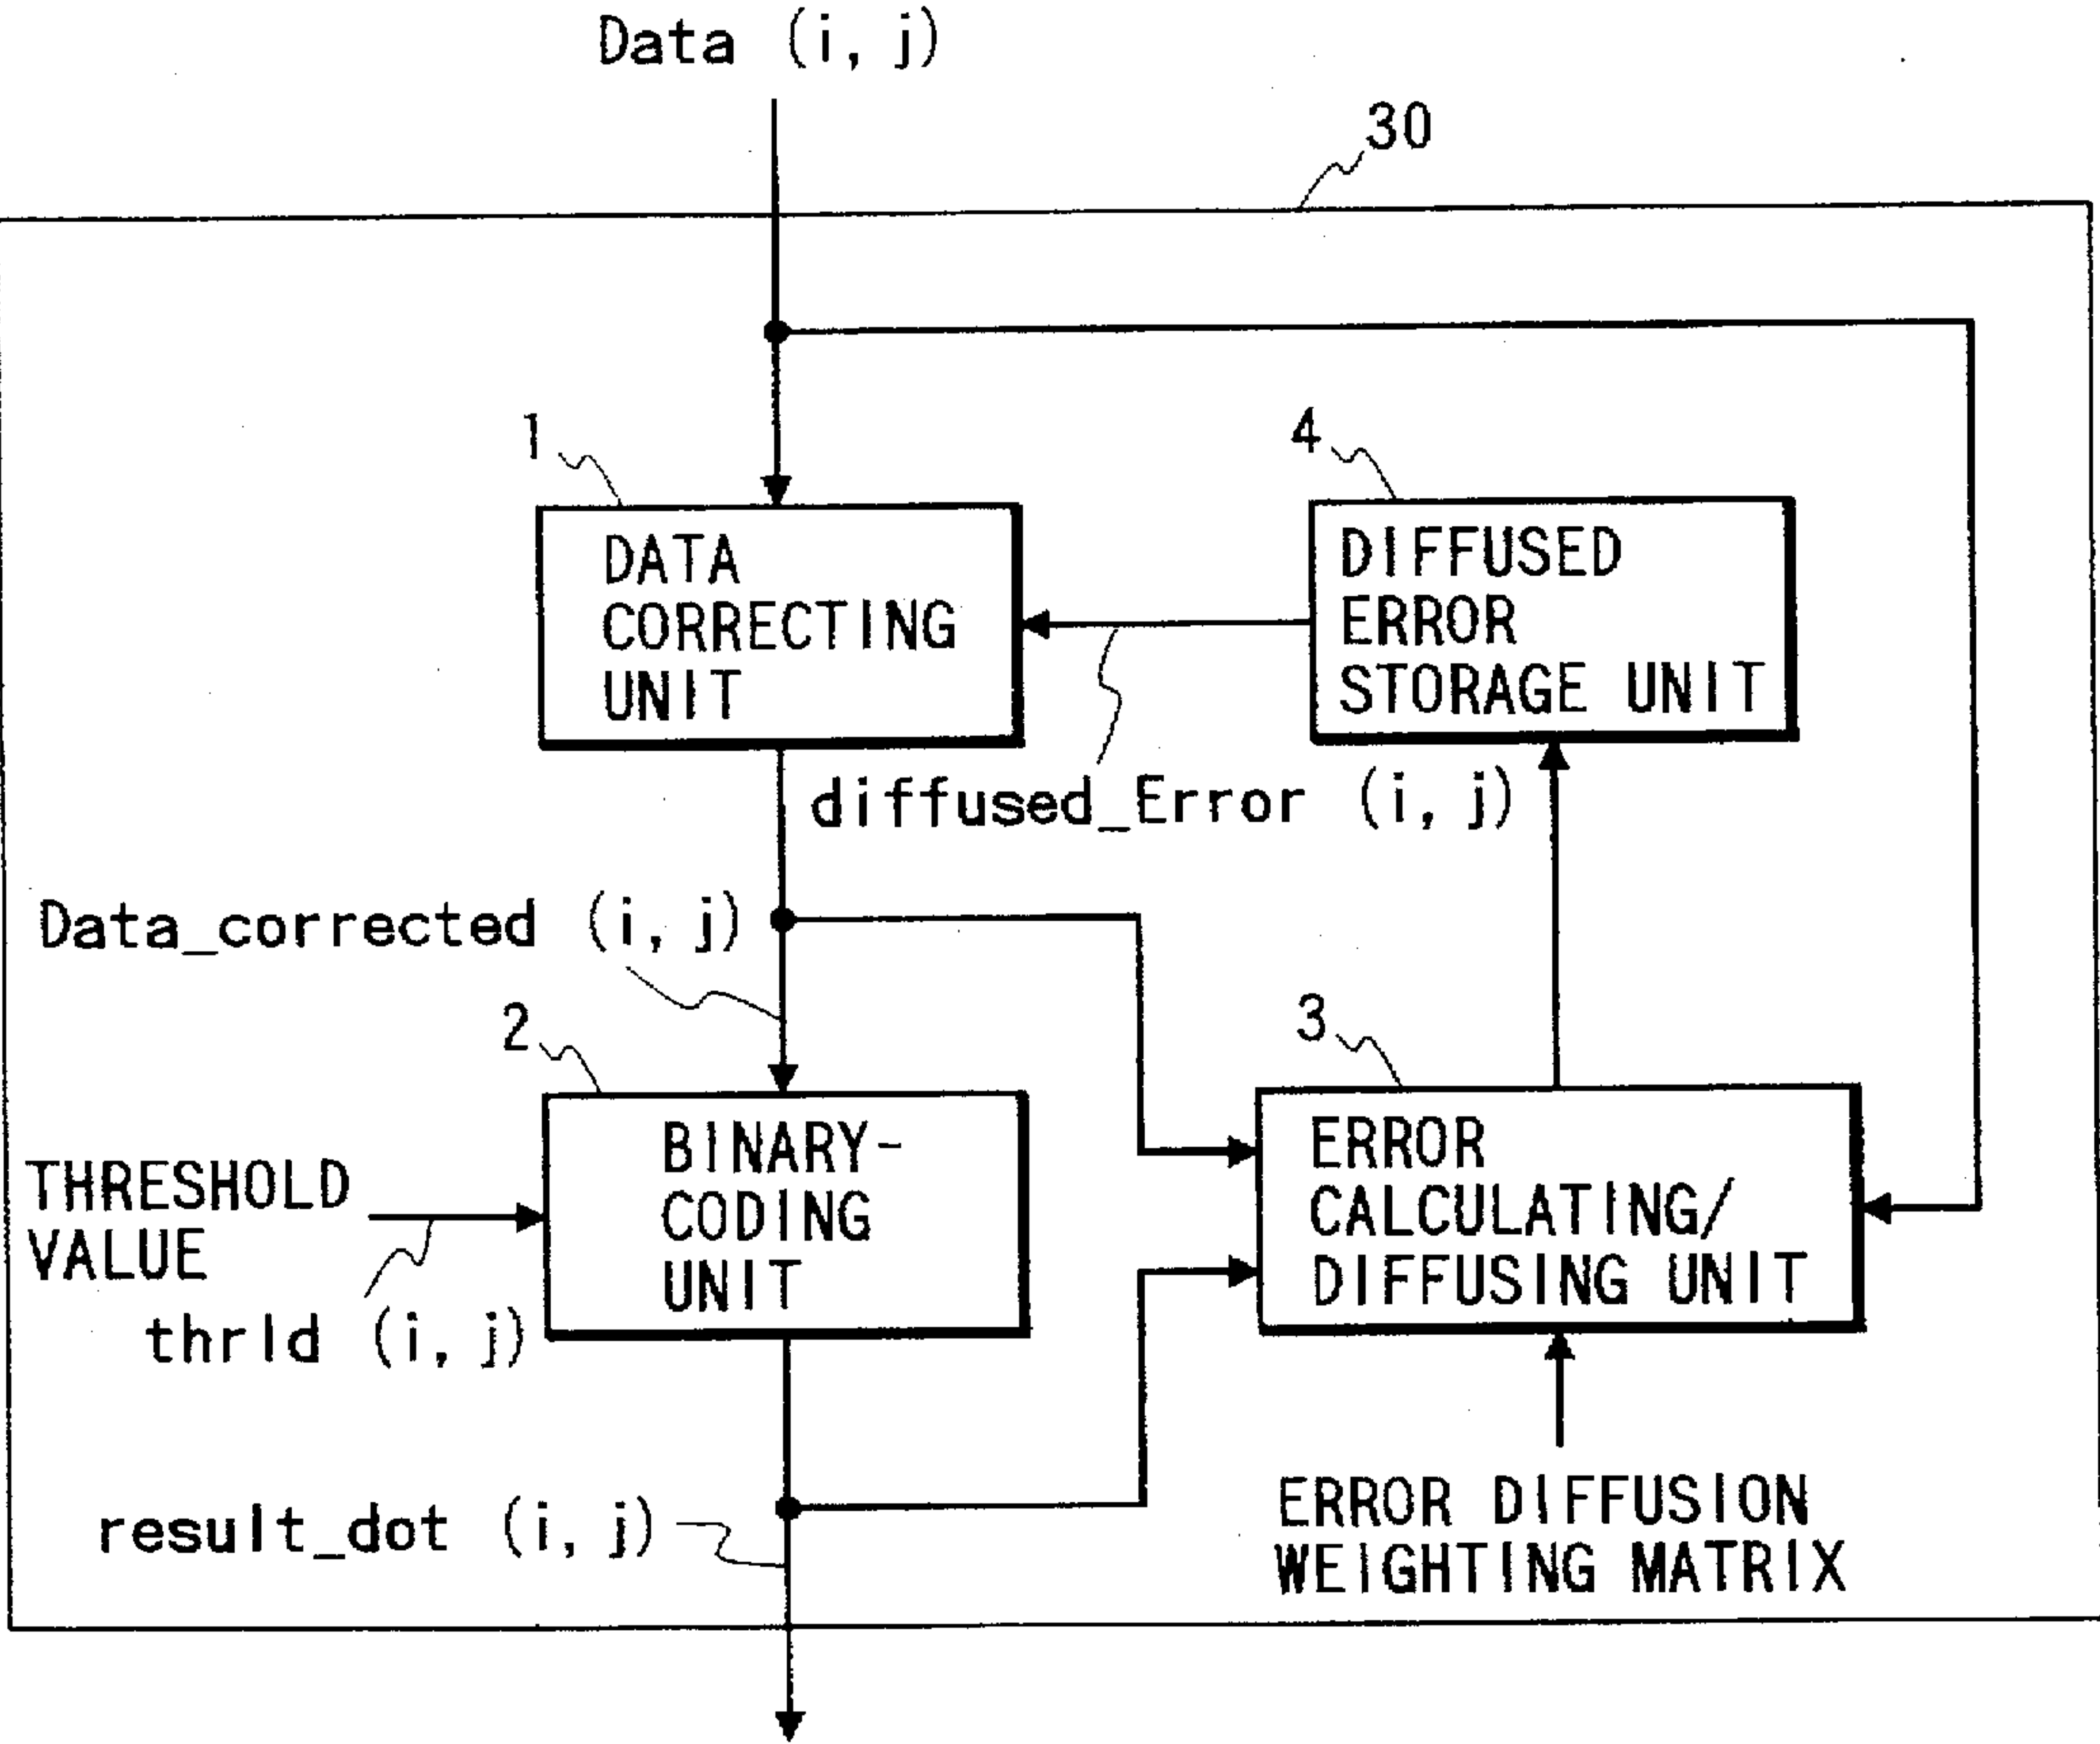 Data (i, j)
30
1
4
DATA
CORRECTING
UNIT
DIFFUSED
ERROR
STORAGE UNIT
diffused_Error (i, j)
Data_corrected (i, j)
2
3
BINARY-
CODING
UNIT
ERROR
CALCULATING/
DIFFUSING UNIT
THRESHOLD
VALUE
thrld (i, j)
result_dot (i, j)
ERROR DIFFUSION
WEIGHTING MATRIX